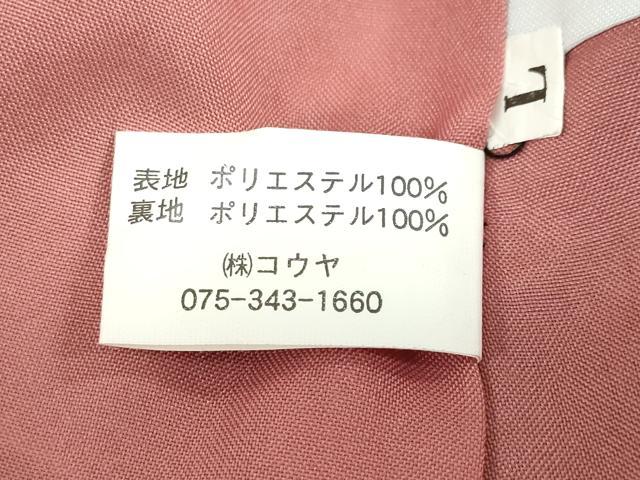 L
表地 ポリエステル100%
裏地 ポリエステル100%
㈱コウヤ
075-343-1660